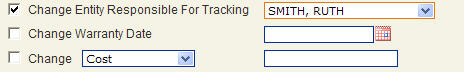 Change Entity Responsible For Tracking SMITH, RUTH
Change Warranty Date
Change Cost